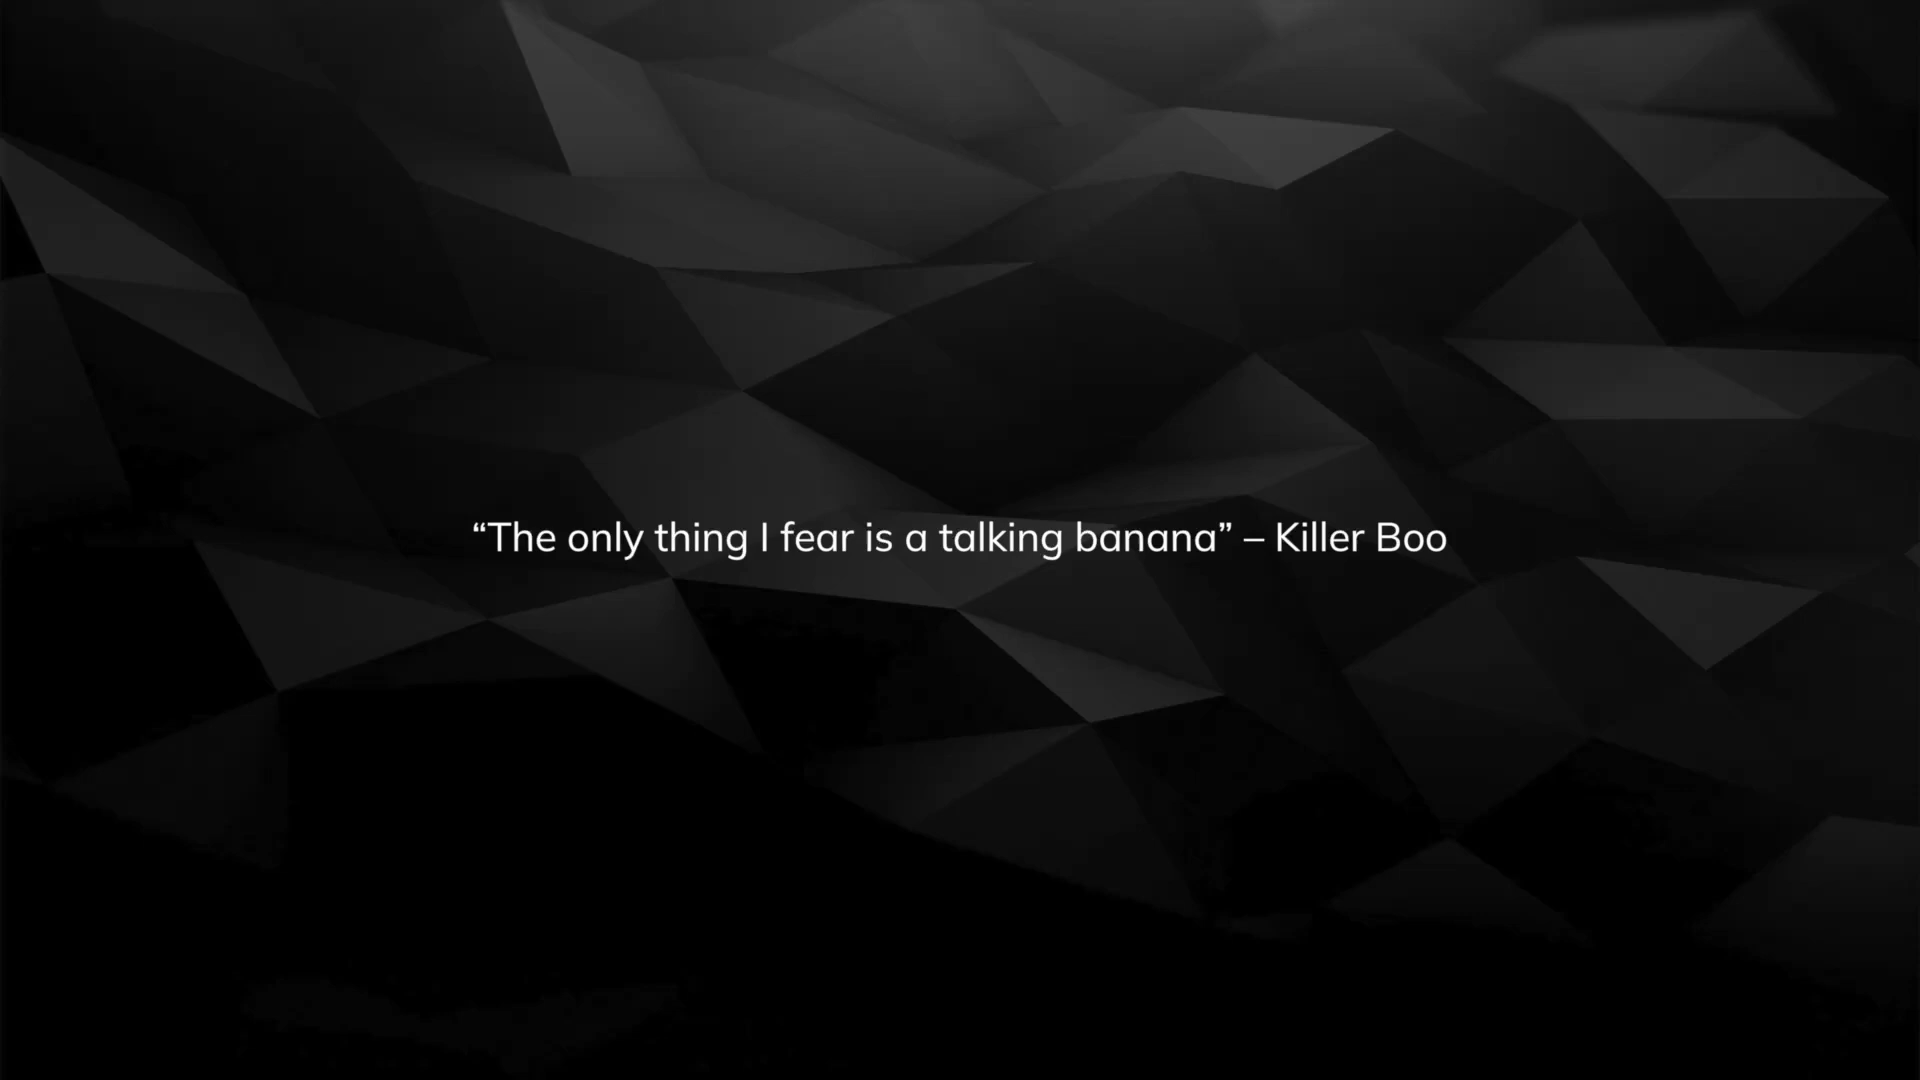 “The only thing I fear is a talking banana” – Killer Boo